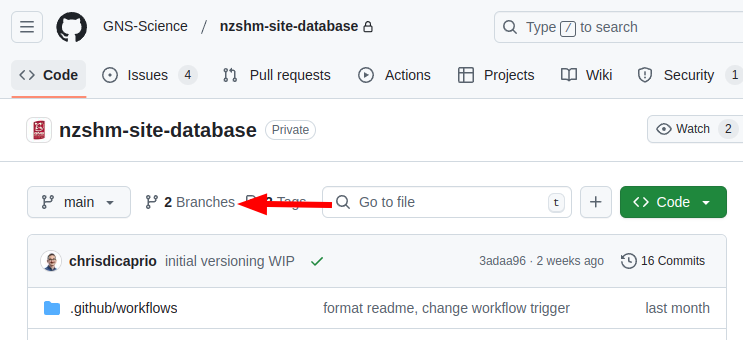 GNS-Science / nzshm-site-database Type / to search
Code Issues 4 Pull requests Actions Projects Wiki Security 1
nzshm-site-database Private Watch 2
main 2 Branches Tags Go to file t + Code
chrisdicaprio initial versioning WIP 3adaa96 · 2 weeks ago 16 Commits
.github/workflows format readme, change workflow trigger last month